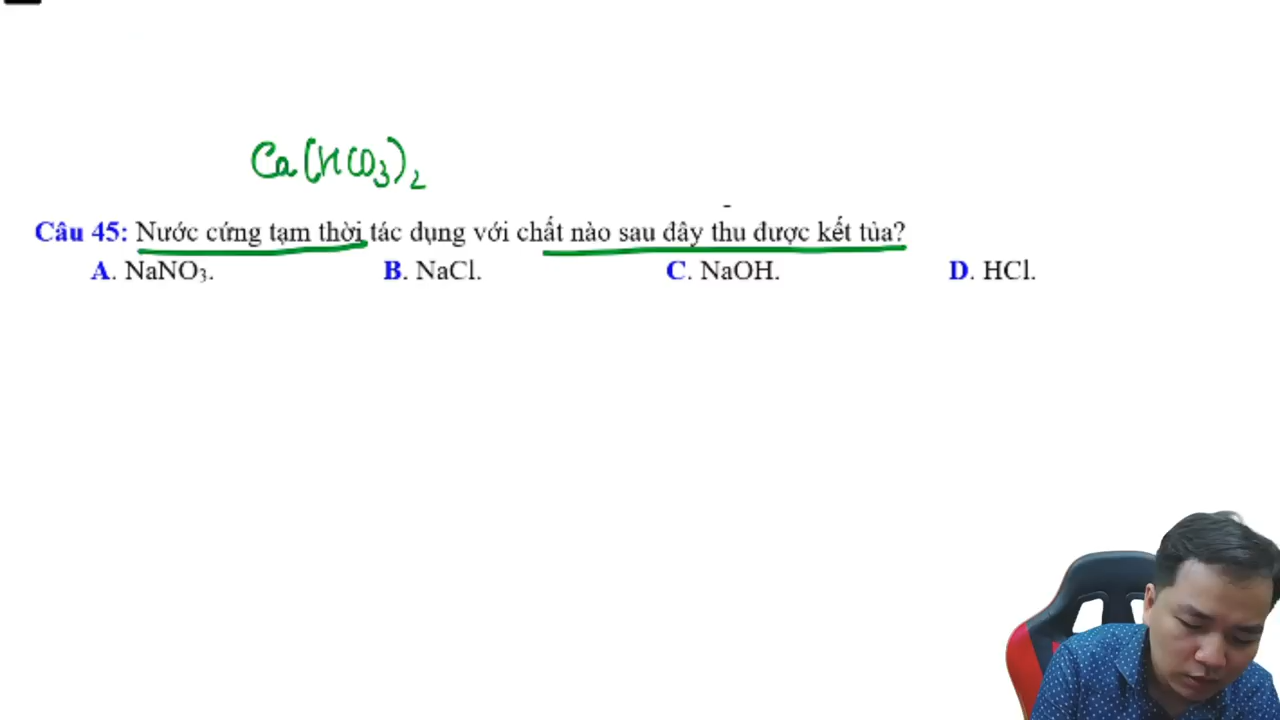 Ca(HCO₃)₂
Câu 45: Nước cứng tạm thời tác dụng với chất nào sau đây thu được kết tủa?
A. NaNO₃. B. NaCl. C. NaOH. D. HCl.